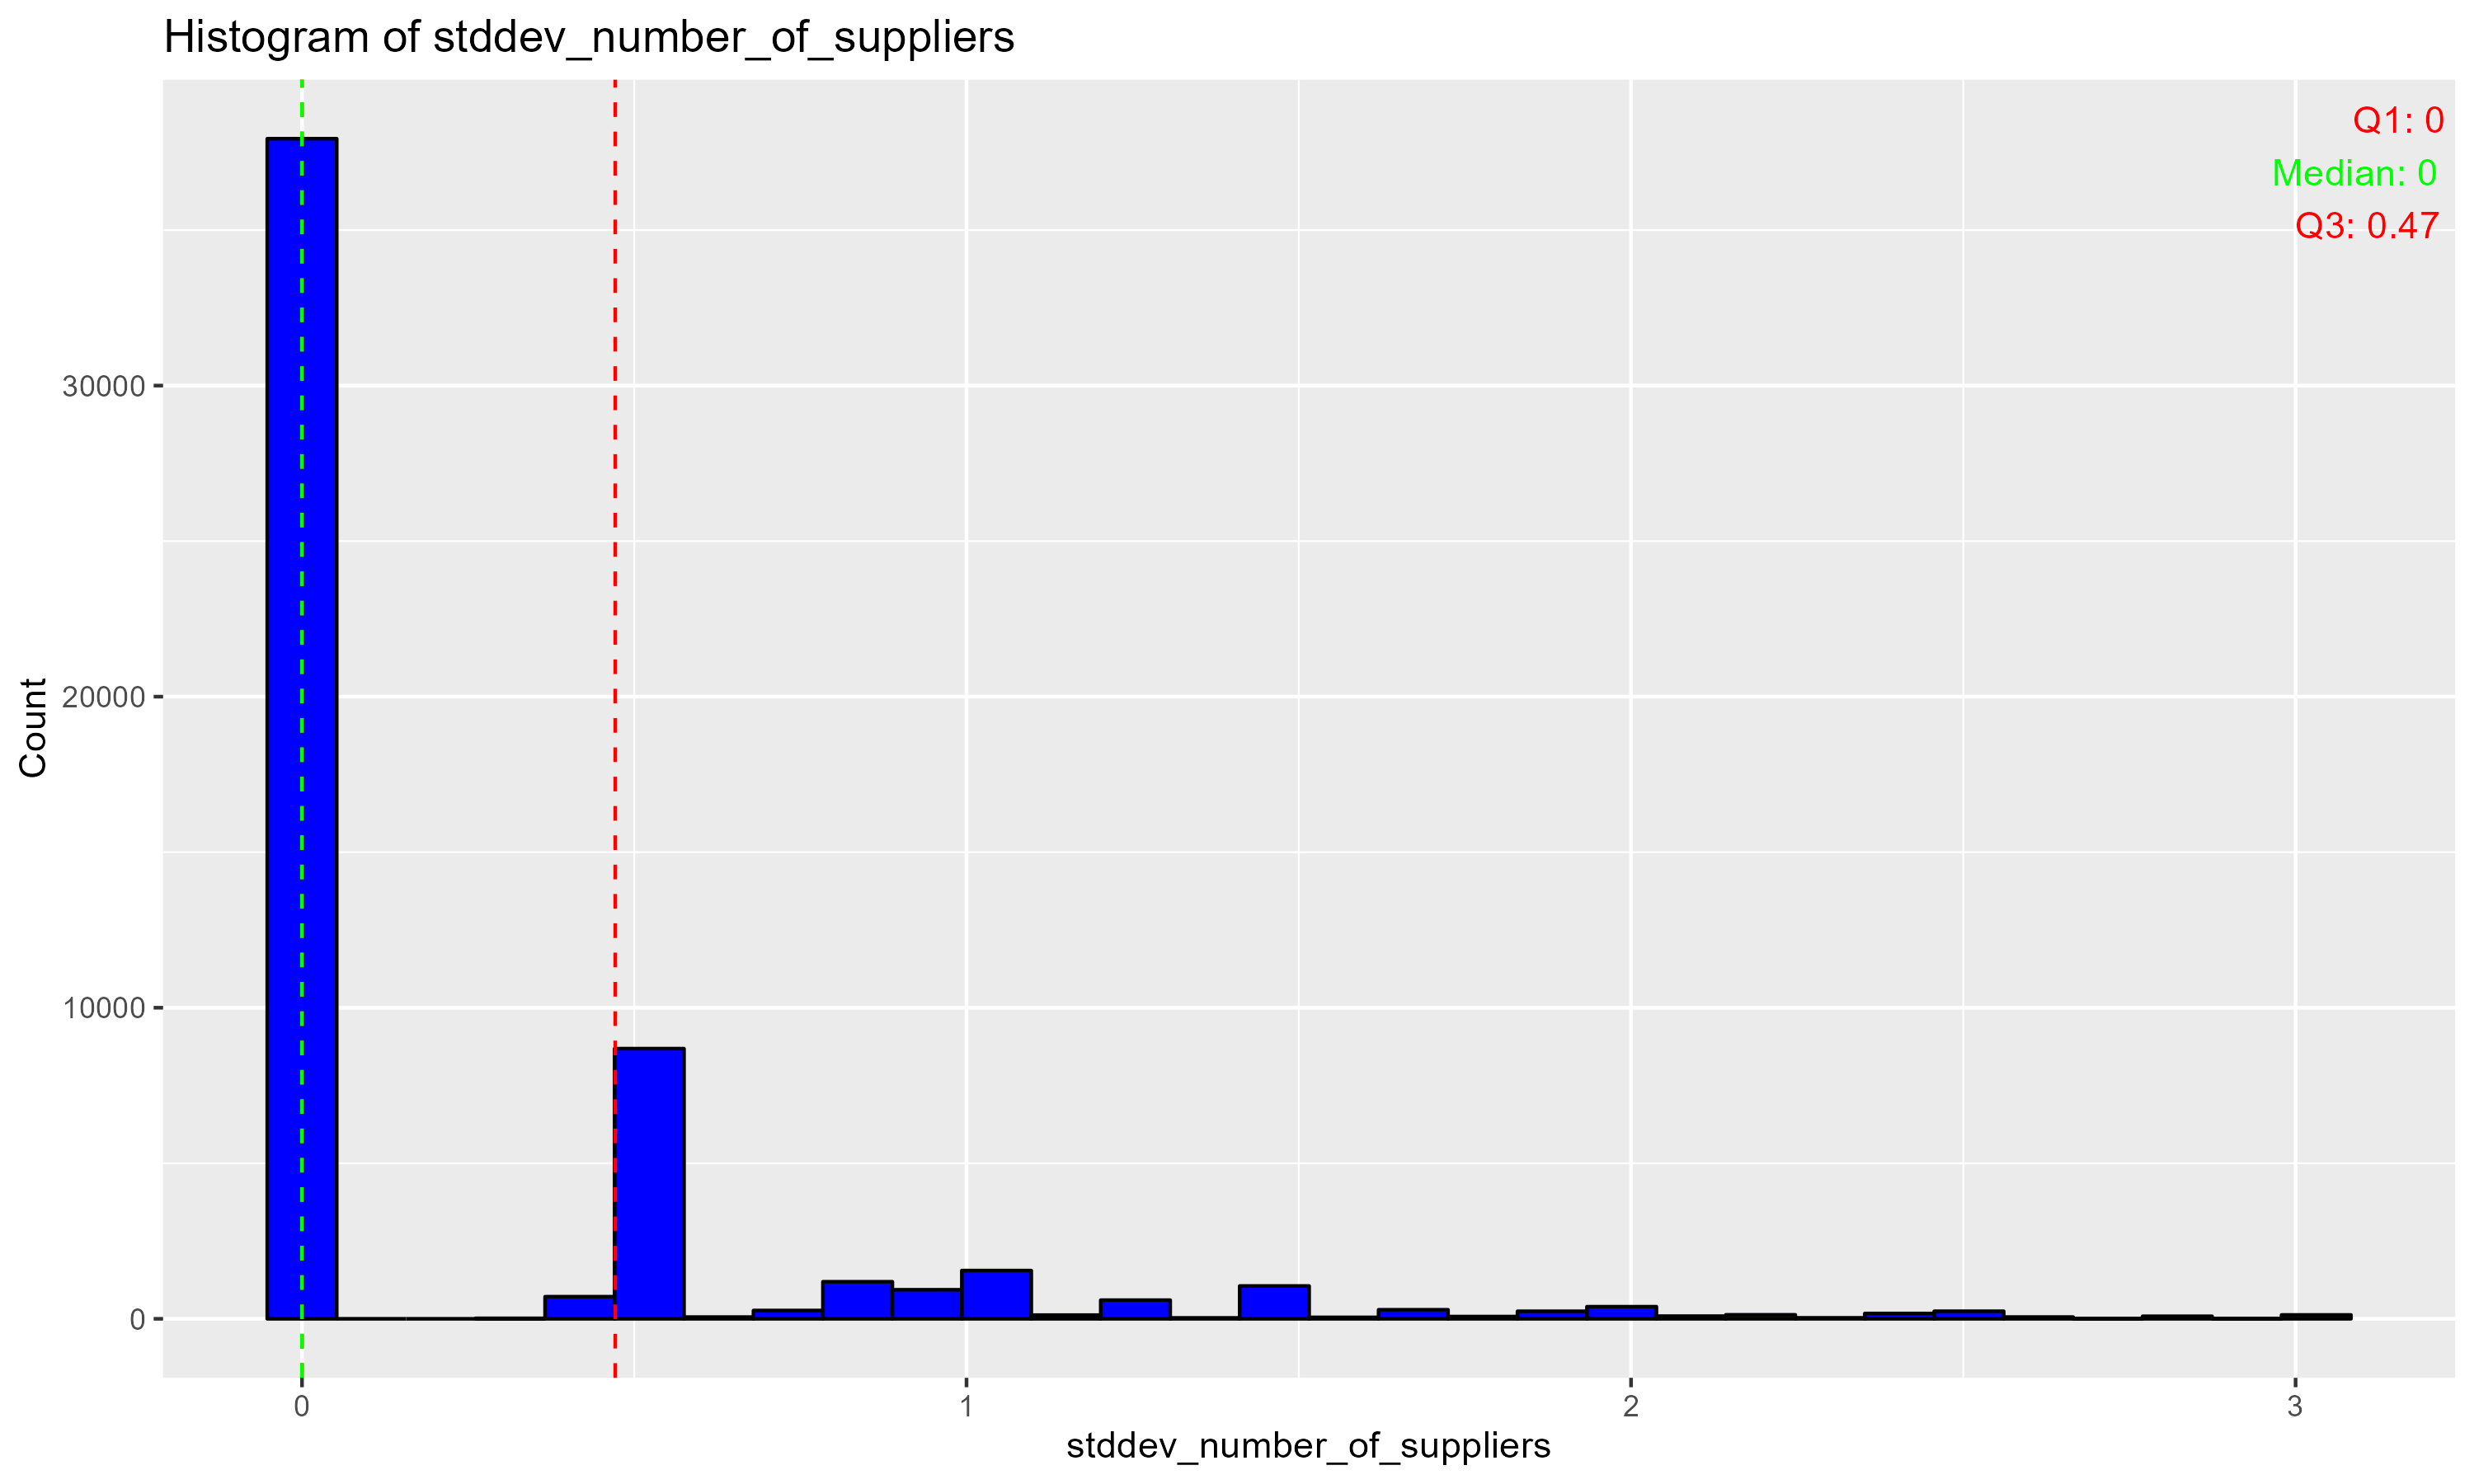 Histogram of stddev_number_of_suppliers
Q1: 0
Median: 0
Q3: 0.47
Count
30000
20000
10000
0
0 1 2 3
stddev_number_of_suppliers